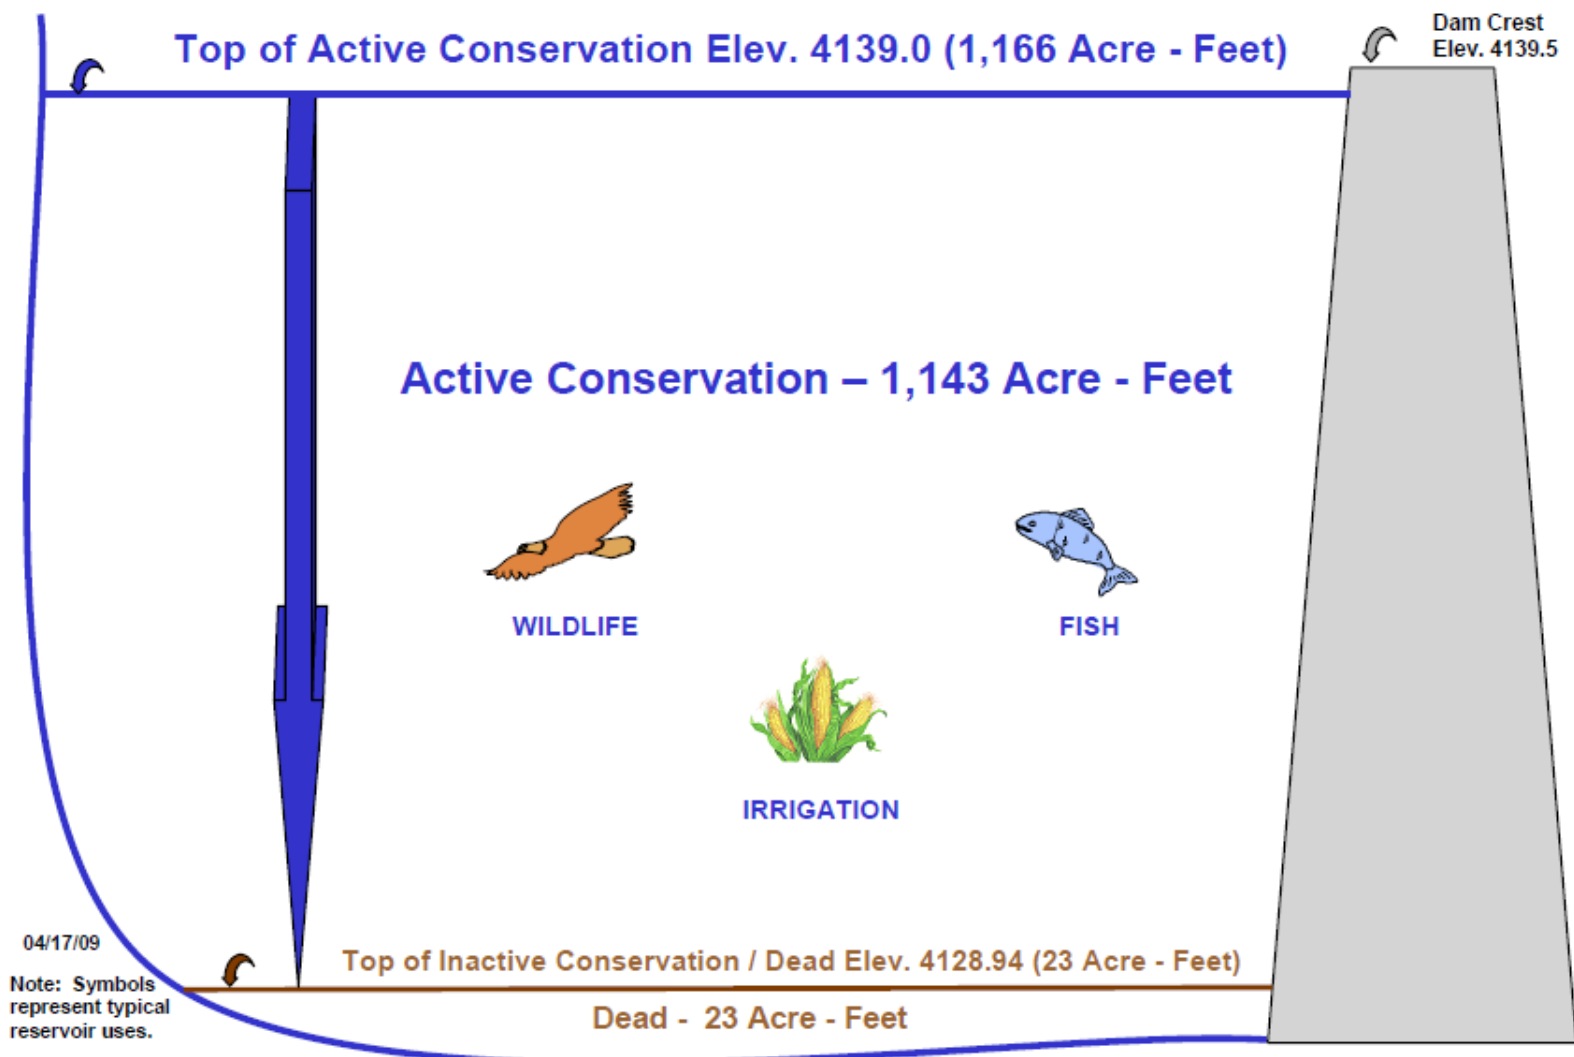 Top of Active Conservation Elev. 4139.0 (1,166 Acre - Feet)
Dam Crest
Elev. 4139.5
Active Conservation – 1,143 Acre - Feet
WILDLIFE
FISH
IRRIGATION
04/17/09
Top of Inactive Conservation / Dead Elev. 4128.94 (23 Acre - Feet)
Note:  Symbols
represent typical
reservoir uses.
Dead -  23 Acre - Feet